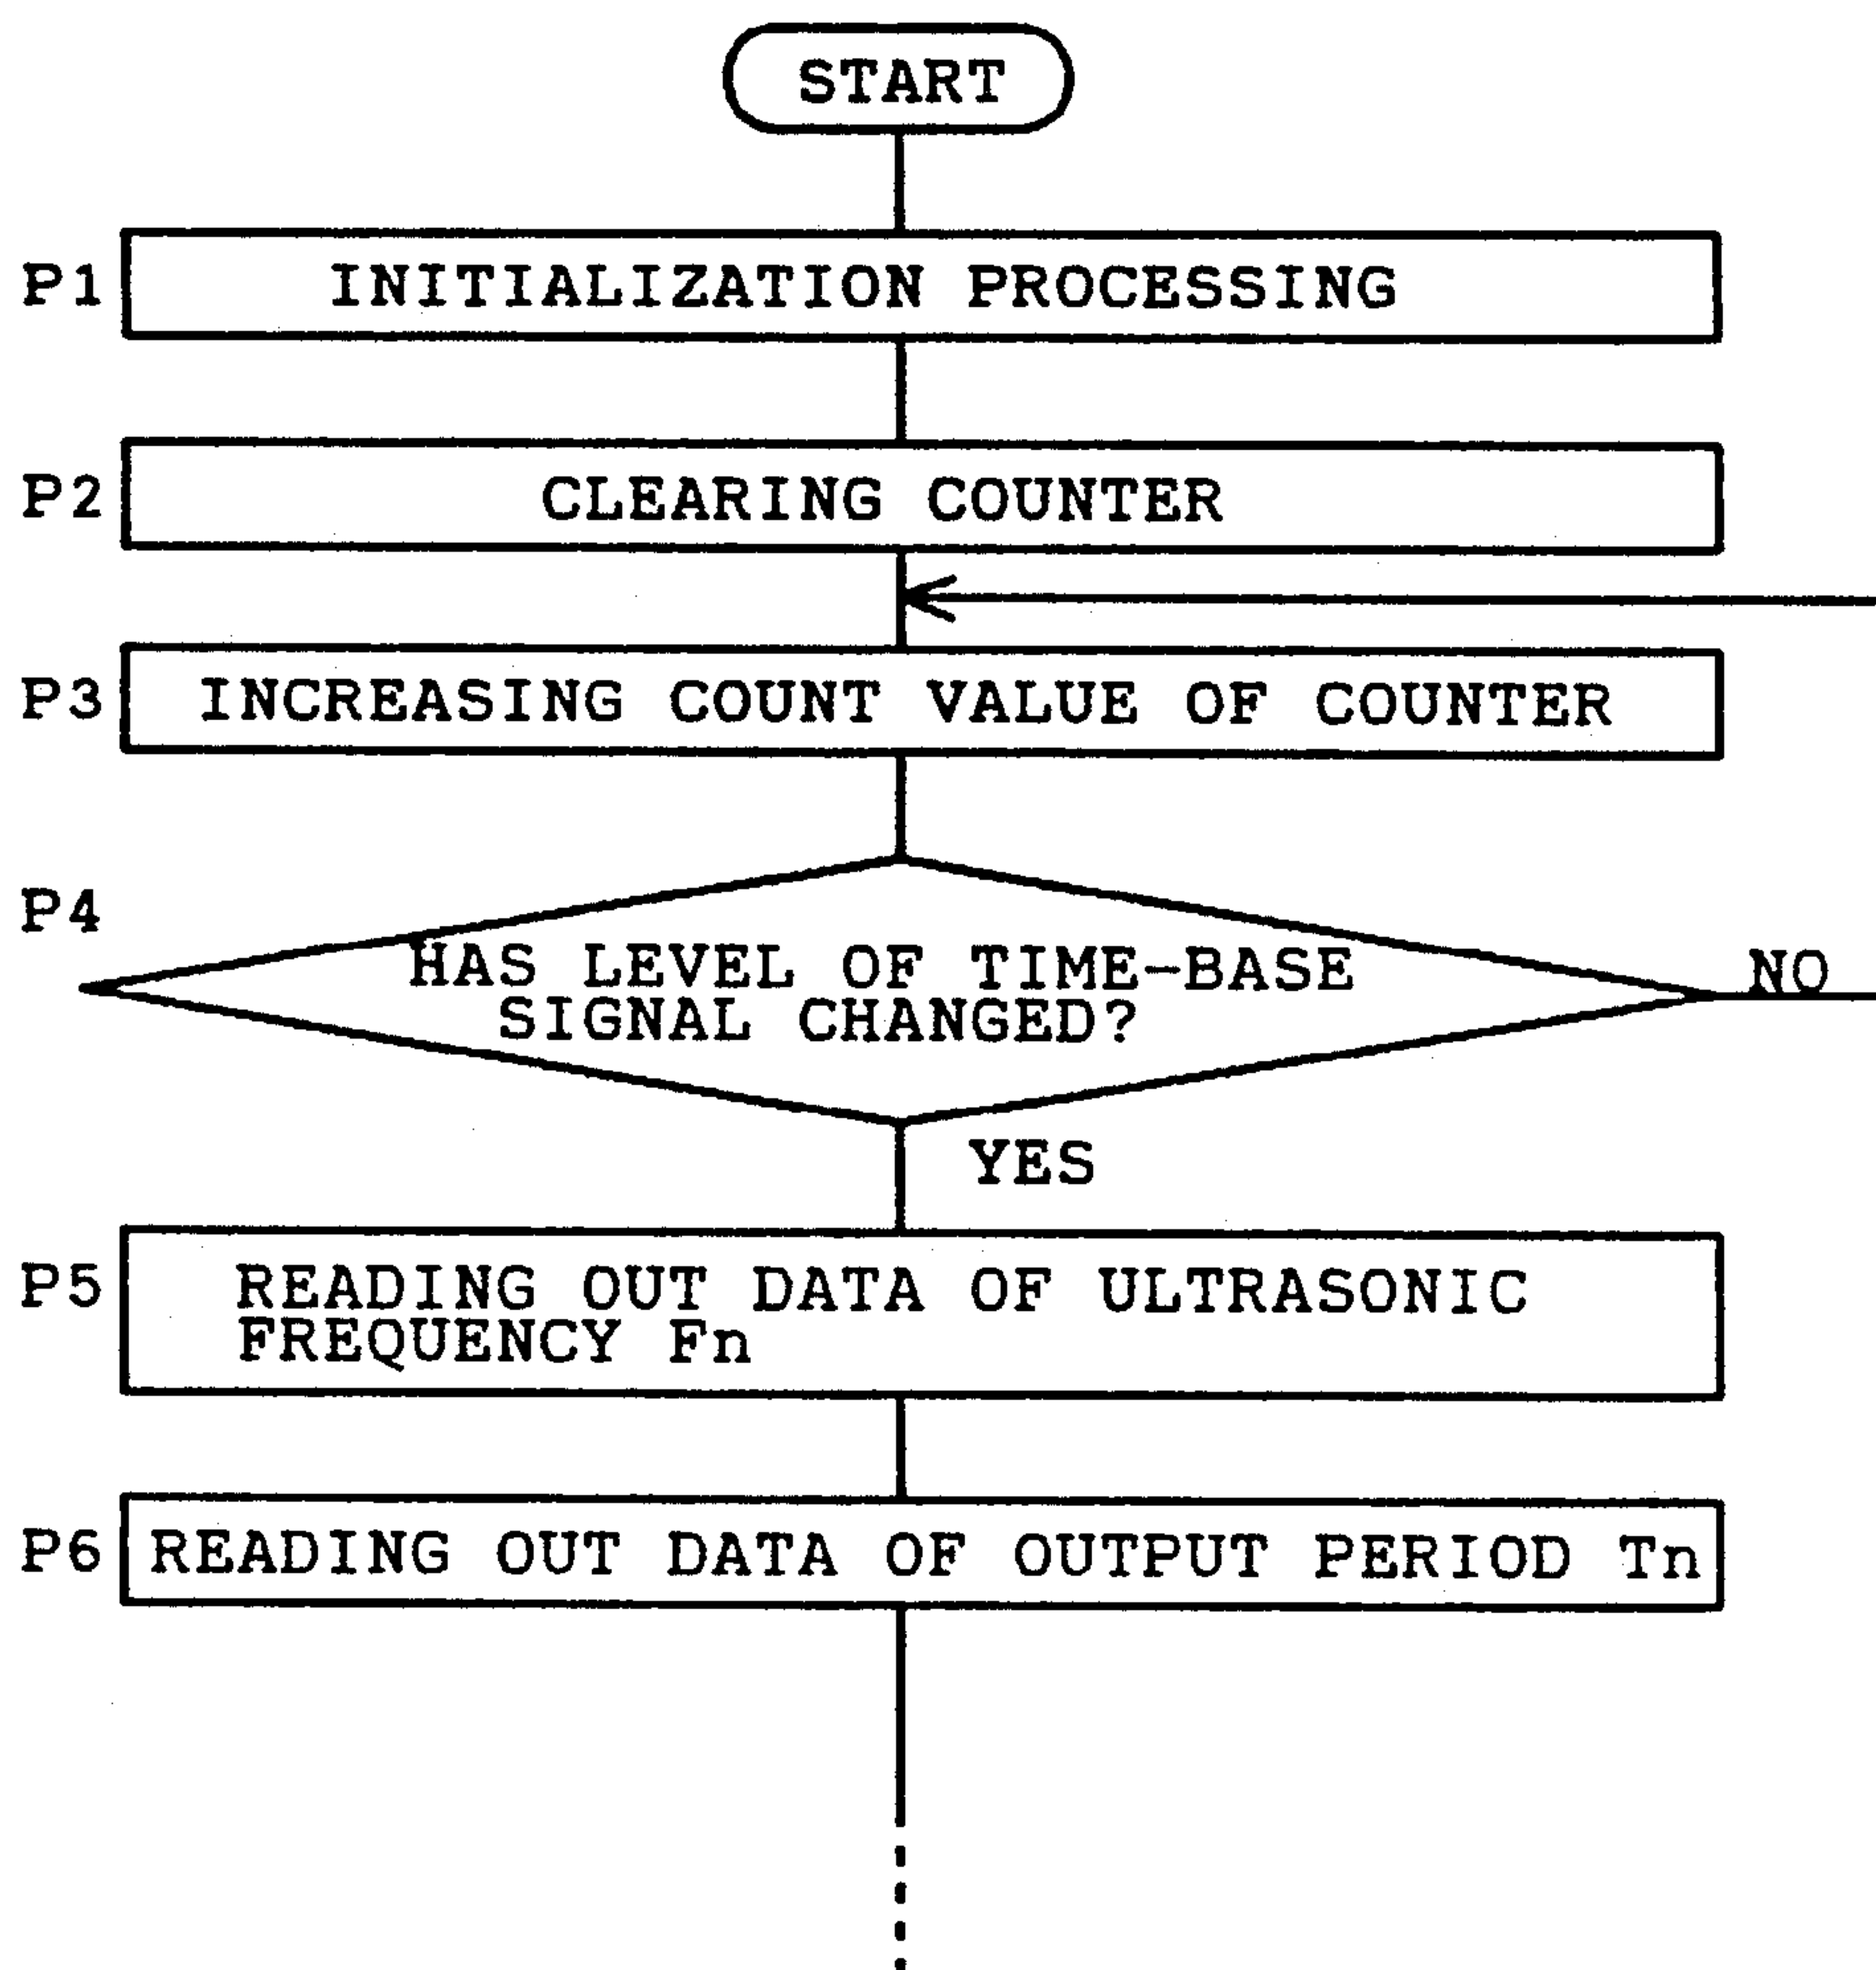 START
P1 INITIALIZATION PROCESSING
P2 CLEARING COUNTER
P3 INCREASING COUNT VALUE OF COUNTER
P4
HAS LEVEL OF TIME-BASE NO
SIGNAL CHANGED?
YES
P5 READING OUT DATA OF ULTRASONIC
FREQUENCY Fn
P6 READING OUT DATA OF OUTPUT PERIOD Tn